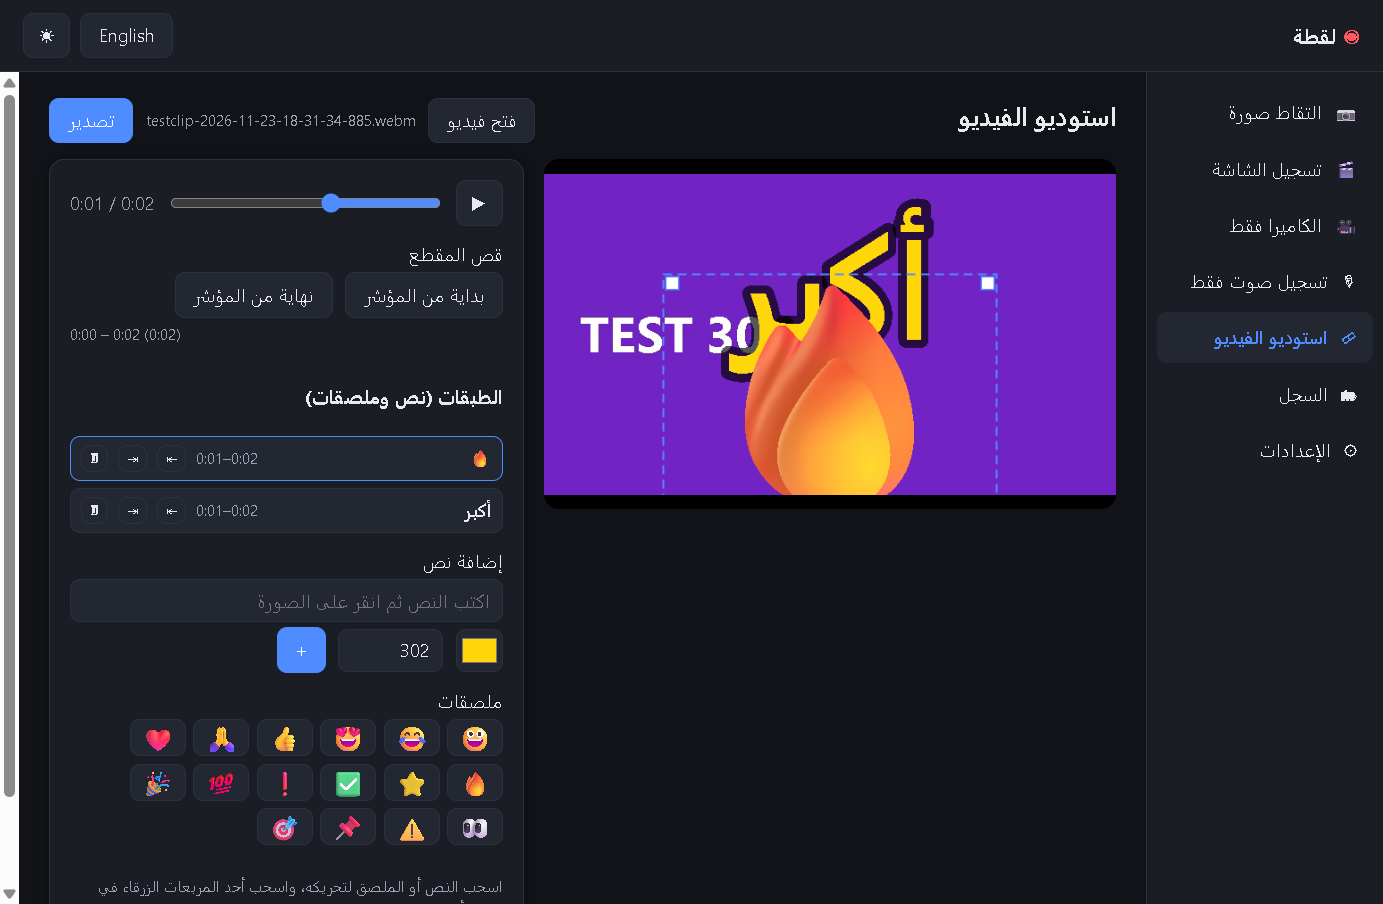 لقطة
English
التقاط صورة
تسجيل الشاشة
الكاميرا فقط
تسجيل صوت فقط
استوديو الفيديو
السجل
الإعدادات
استوديو الفيديو
فتح فيديو
testclip-2026-11-23-18-31-34-885.webm
تصدير
أكبر
TEST 30
0:01 / 0:02
قص المقطع
بداية من المؤشر
نهاية من المؤشر
0:00 – 0:02 (0:02)
الطبقات (نص وملصقات)
0:01–0:02
أكبر 0:01–0:02
إضافة نص
اكتب النص ثم انقر على الصورة
302
+
ملصقات
100
اسحب النص أو الملصق لتحريكه، واسحب أحد المربعات الزرقاء في